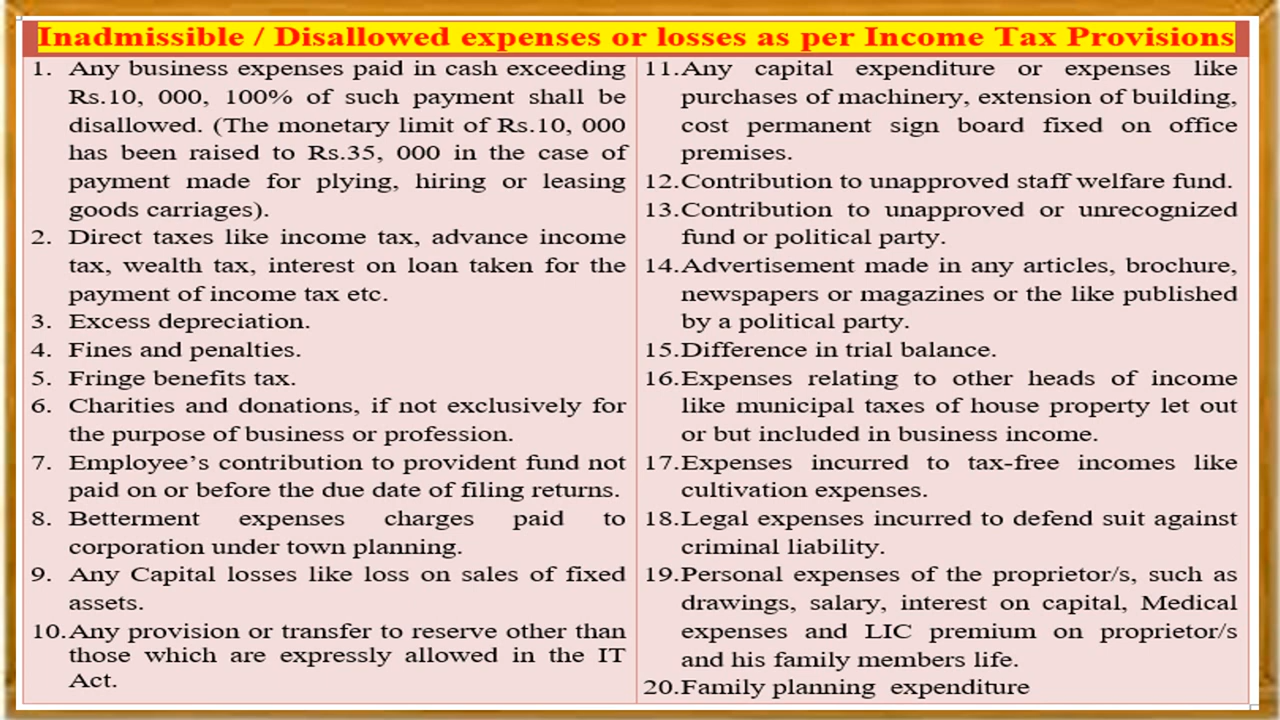 Inadmissible / Disallowed expenses or losses as per Income Tax Provisions
1. Any business expenses paid in cash exceeding
Rs.10, 000, 100% of such payment shall be
disallowed. (The monetary limit of Rs.10, 000
has been raised to Rs.35, 000 in the case of
payment made for plying, hiring or leasing
goods carriages).
2. Direct taxes like income tax, advance income
tax, wealth tax, interest on loan taken for the
payment of income tax etc.
3. Excess depreciation.
4. Fines and penalties.
5. Fringe benefits tax.
6. Charities and donations, if not exclusively for
the purpose of business or profession.
7. Employee’s contribution to provident fund not
paid on or before the due date of filing returns.
8. Betterment expenses charges paid to
corporation under town planning.
9. Any Capital losses like loss on sales of fixed
assets.
10. Any provision or transfer to reserve other than
those which are expressly allowed in the IT
Act.
11. Any capital expenditure or expenses like
purchases of machinery, extension of building,
cost permanent sign board fixed on office
premises.
12. Contribution to unapproved staff welfare fund.
13. Contribution to unapproved or unrecognized
fund or political party.
14. Advertisement made in any articles, brochure,
newspapers or magazines or the like published
by a political party.
15. Difference in trial balance.
16. Expenses relating to other heads of income
like municipal taxes of house property let out
or but included in business income.
17. Expenses incurred to tax-free incomes like
cultivation expenses.
18. Legal expenses incurred to defend suit against
criminal liability.
19. Personal expenses of the proprietor/s, such as
drawings, salary, interest on capital, Medical
expenses and LIC premium on proprietor/s
and his family members life.
20. Family planning expenditure